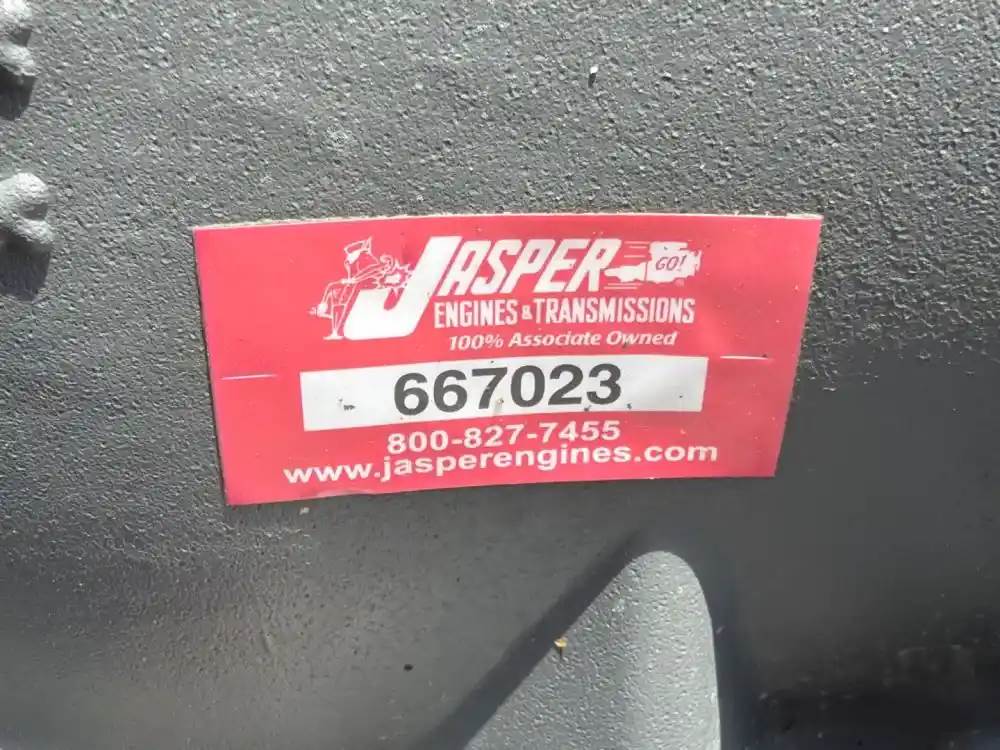 JASPER GO!
ENGINES & TRANSMISSIONS
100% Associate Owned
667023
800-827-7455
www.jasperengines.com